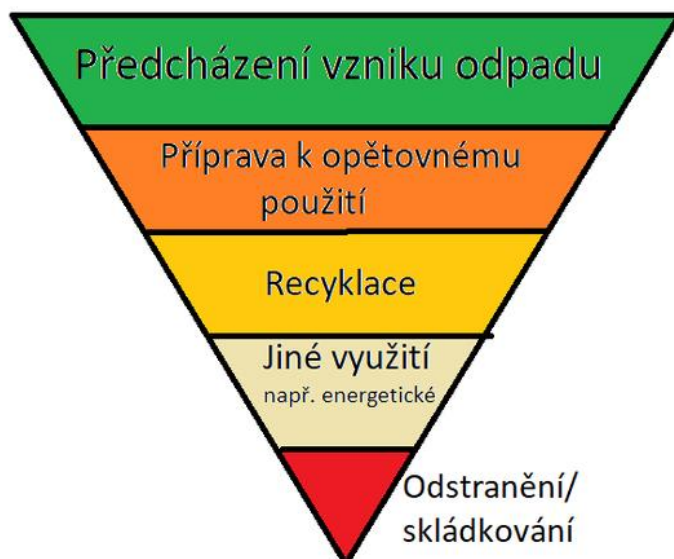 Předcházení vzniku odpadu
Příprava k opětovnému
použití
Recyklace
Jiné využití
např. energetické
Odstranění/
skládkování